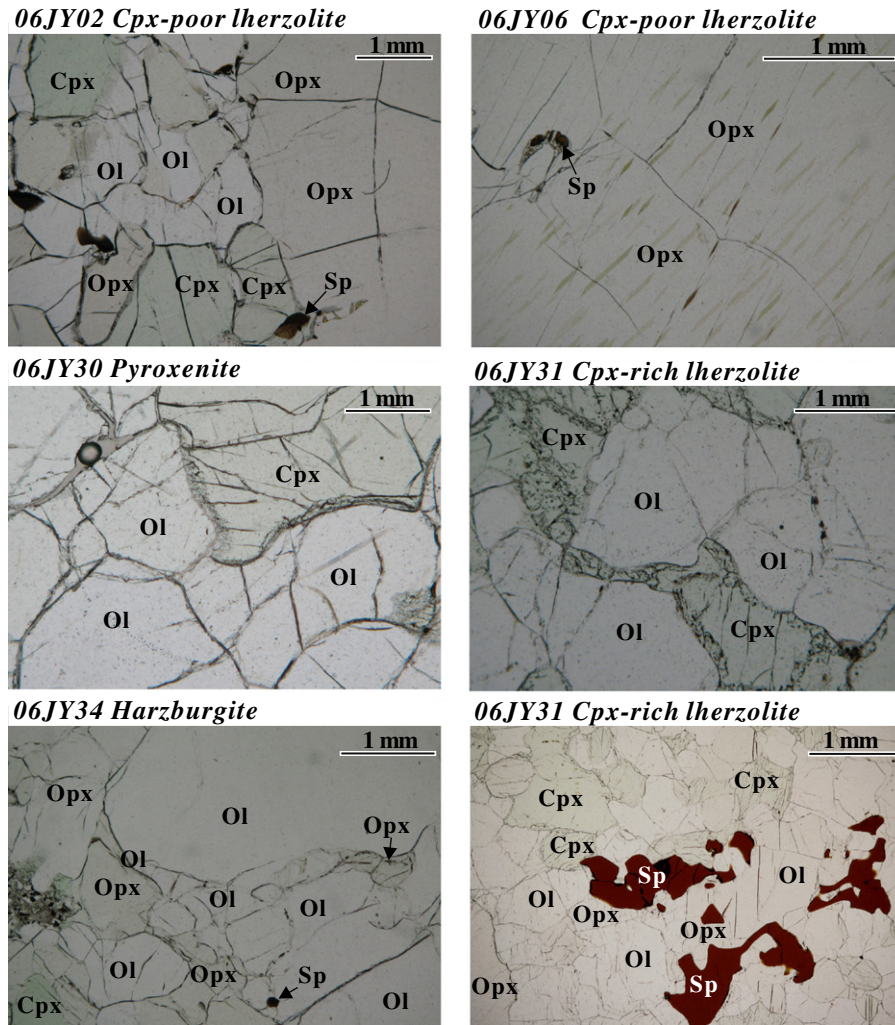 06JY02 Cpx-poor lherzolite
1 mm
Cpx
Opx
Ol
Ol
Opx
Ol
Opx
Cpx
Cpx
Sp
06JY06 Cpx-poor lherzolite
1 mm
Opx
Sp
Opx
06JY30 Pyroxenite
1 mm
Cpx
Ol
Ol
Ol
06JY31 Cpx-rich lherzolite
1 mm
Cpx
Ol
Ol
Ol
Cpx
06JY34 Harzburgite
1 mm
Opx
Ol
Opx
Ol
Opx
Ol
Ol
Ol
Opx
Sp
Cpx
Ol
06JY31 Cpx-rich lherzolite
1 mm
Cpx
Cpx
Cpx
Sp
Ol
Ol
Opx
Opx
Ol
Opx
Sp